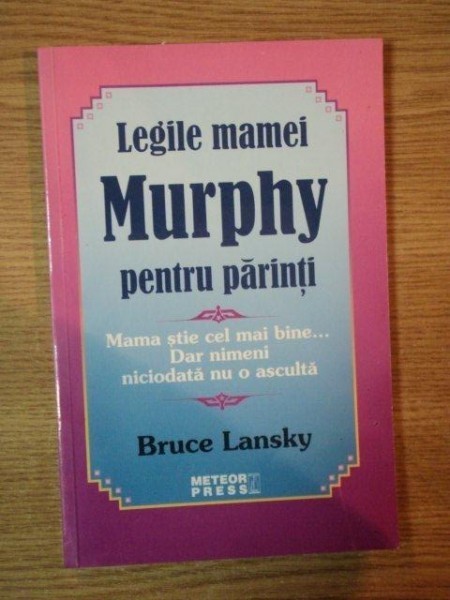 Legile mamei
Murphy
pentru părinți
Mama știe cel mai bine...
Dar nimeni
niciodată nu o ascultă
Bruce Lansky
METEOR
PRESS